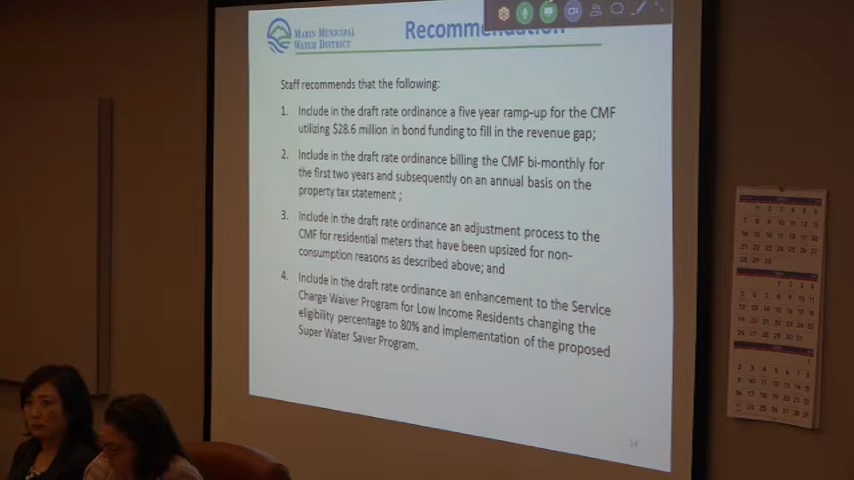 MARIN MUNICIPAL
WATER DISTRICT
Recommendation
Staff recommends that the following:
1. Include in the draft rate ordinance a five year ramp-up for the CMF
utilizing $28.6 million in bond funding to fill in the revenue gap;
2. Include in the draft rate ordinance billing the CMF bi-monthly for
the first two years and subsequently on an annual basis on the
property tax statement ;
3. Include in the draft rate ordinance an adjustment process to the
CMF for residential meters that have been upsized for non-
consumption reasons as described above; and
4. Include in the draft rate ordinance an enhancement to the Service
Charge Waiver Program for Low Income Residents changing the
eligibility percentage to 80% and implementation of the proposed
Super Water Saver Program.
14